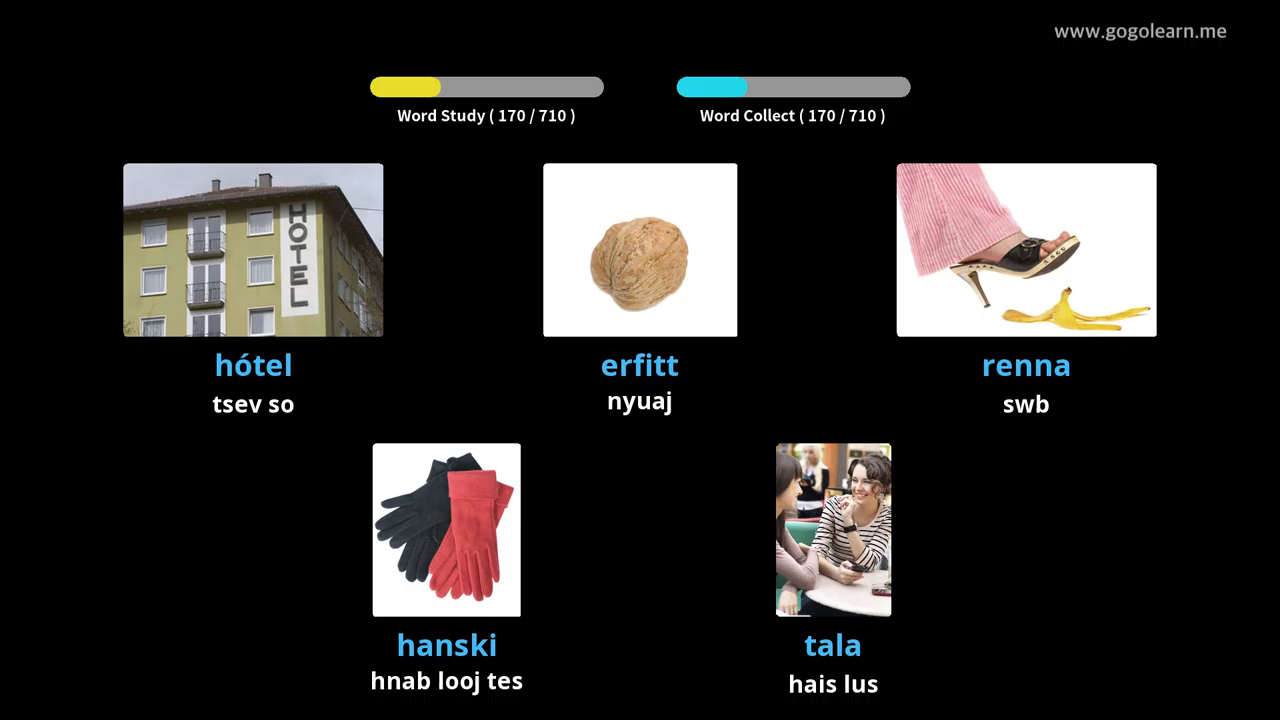 www.gogolearn.me
Word Study ( 170 / 710 )
Word Collect ( 170 / 710 )
HOTEL
hótel
tsev so
erfitt
nyuaj
renna
swb
hanski
hnab looj tes
tala
hais lus